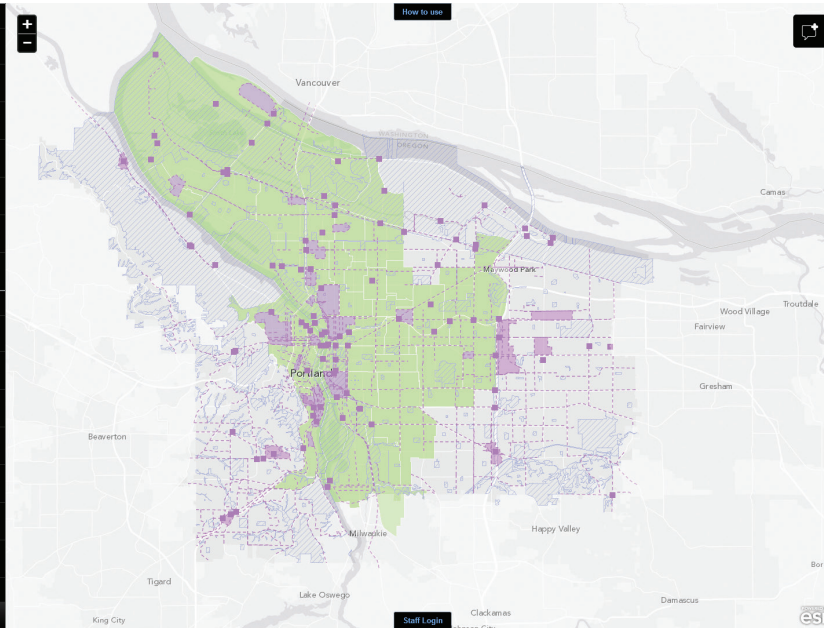 How to use
+
−
Vancouver
WASHINGTON
OREGON
Camas
Maywood Park
Troutdale
Wood Village
Fairview
Portland
Gresham
Beaverton
Happy Valley
Milwaukie
Tigard
Lake Oswego
Damascus
Clackamas
King City
Staff Login